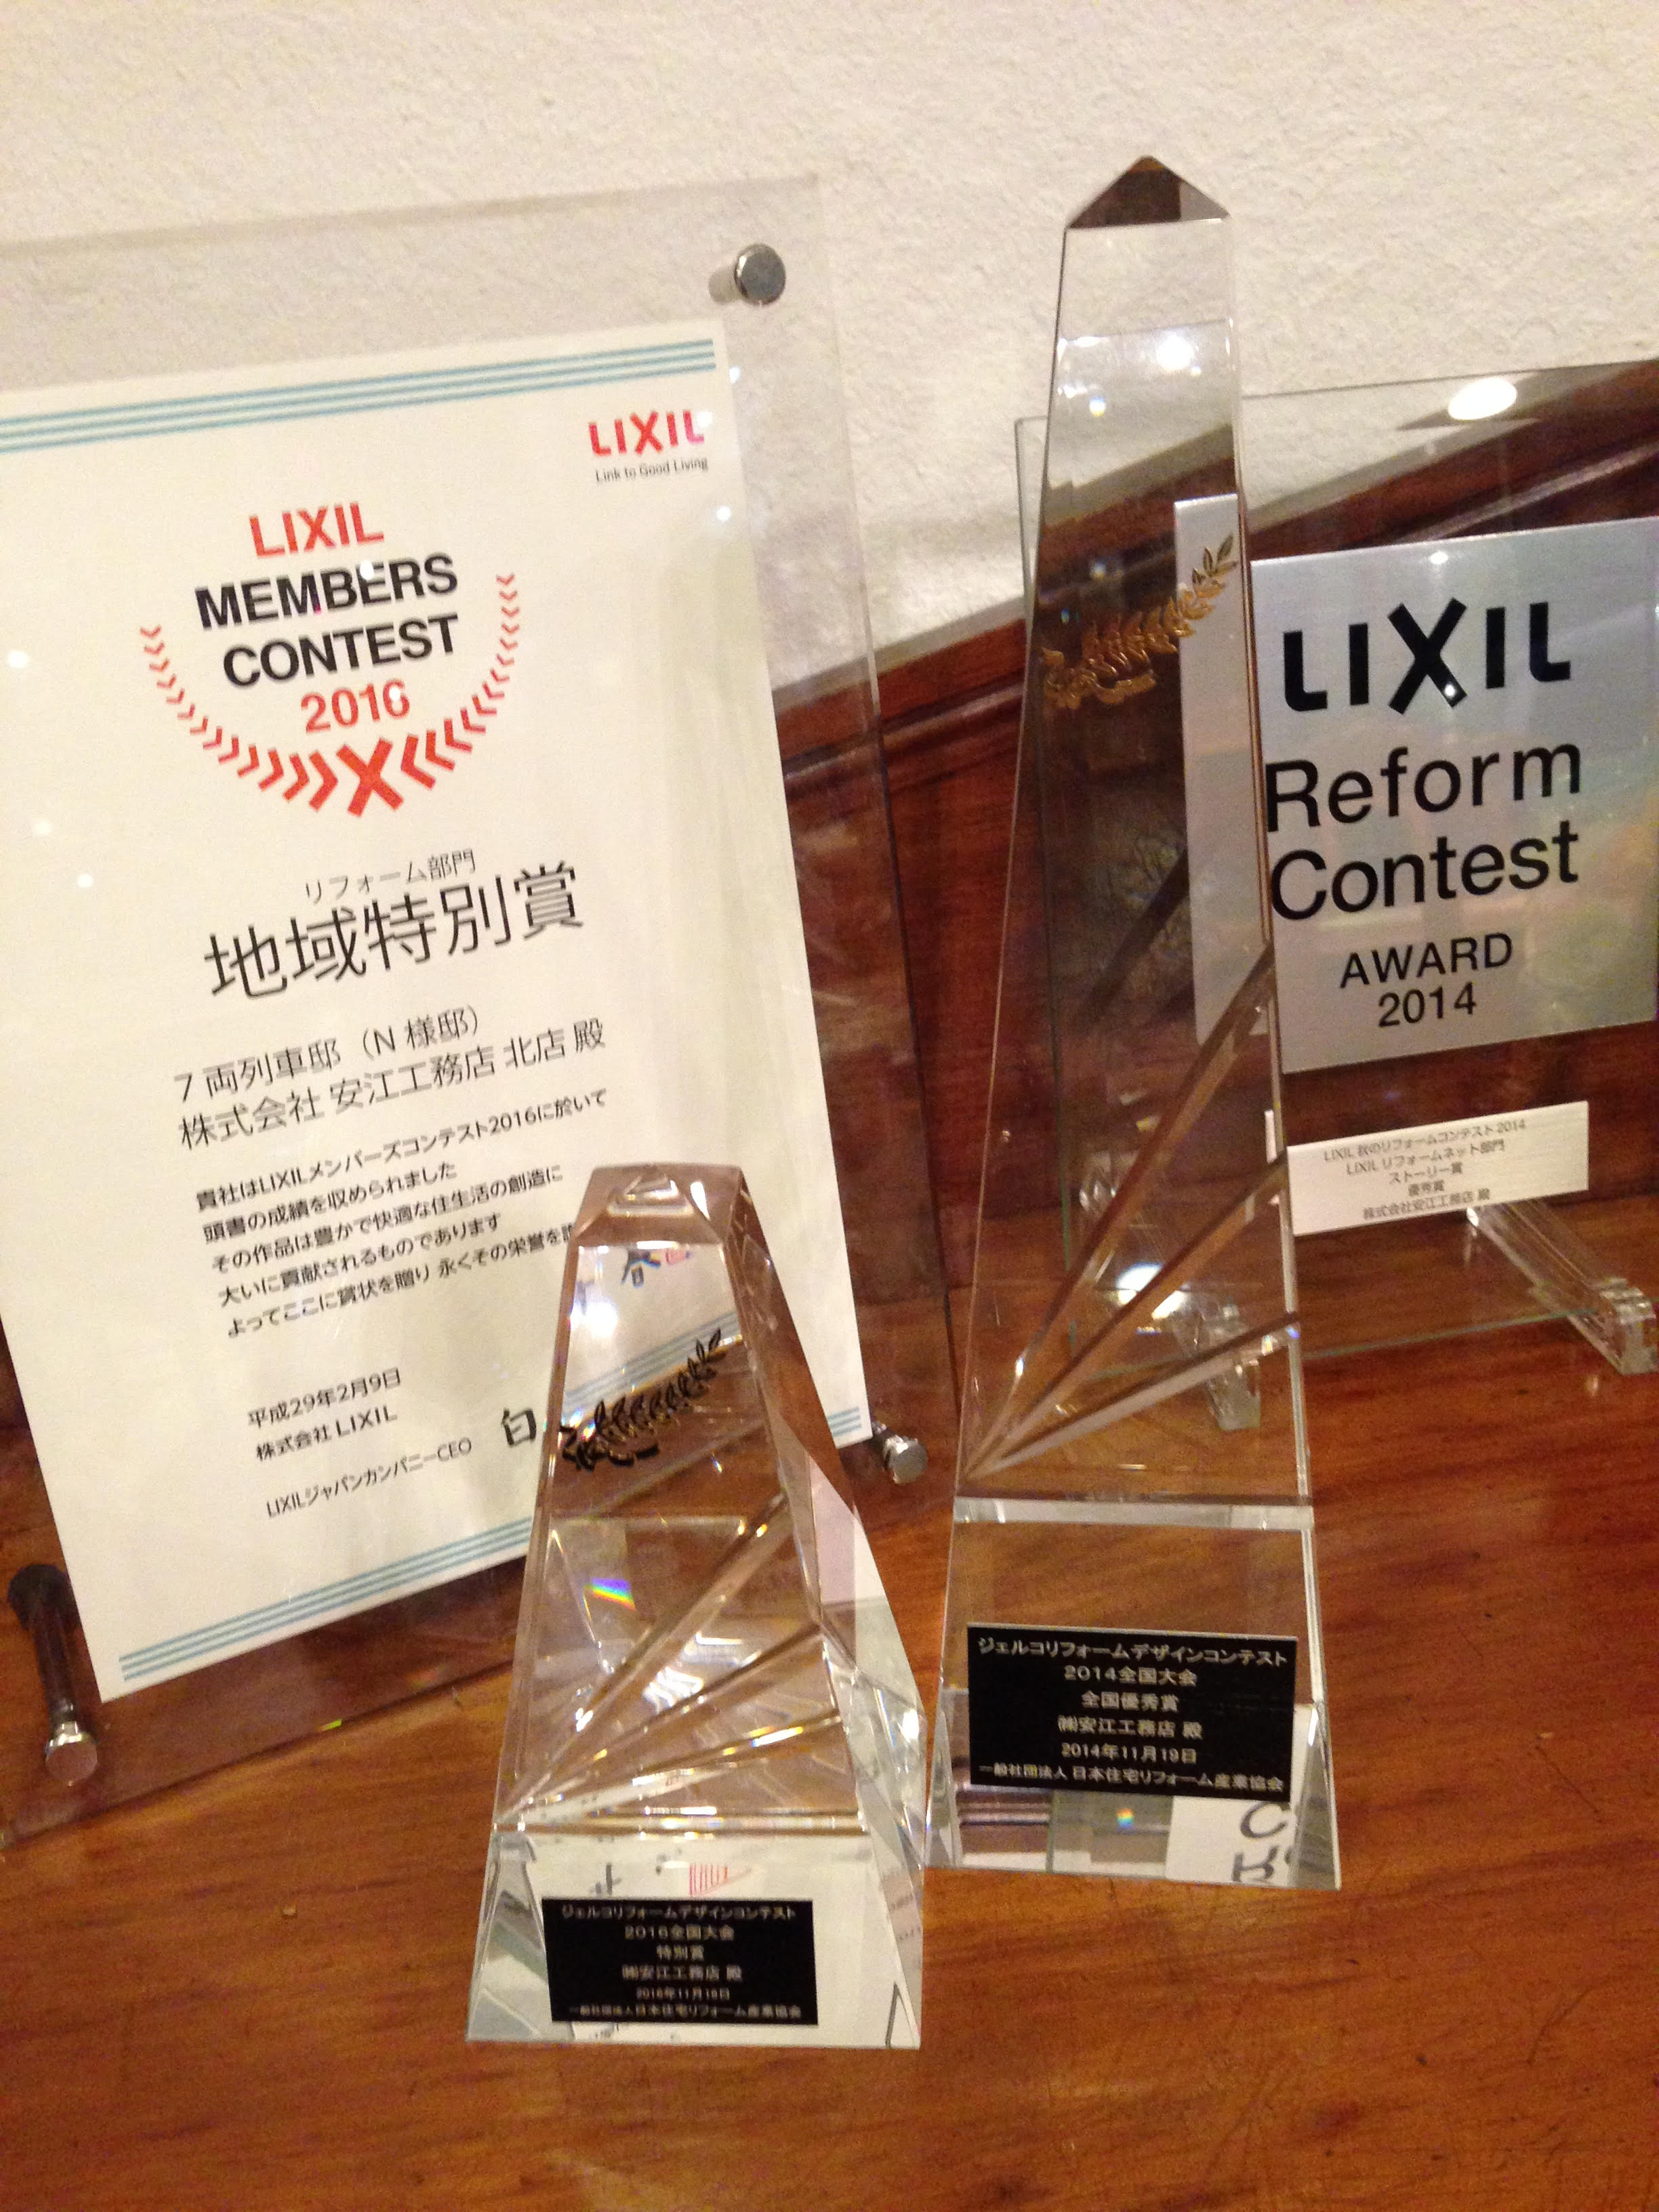 LIXIL
Link to Good Living
LIXIL
MEMBERS
CONTEST
2016
リフォーム部門
地域特別賞
7両列車邸（N様邸）
株式会社 安江工務店 北店 殿
貴社はLIXILメンバーズコンテスト2016に於いて
頭書の成績を収められました
その作品は豊かで快適な住生活の創造に
大いに貢献されるものであります
よってここに賞状を贈り 永くその栄誉を
平成29年2月9日
株式会社 LIXIL
LIXILジャパンカンパニーCEO
白
LIXIL
Reform
Contest
AWARD
2014
LIXIL 秋のリフォームコンテスト 2014
LIXIL リフォームネット部門
ストーリー賞
優秀賞
株式会社安江工務店 殿
ジェルコリフォームデザインコンテスト
2014全国大会
全国優秀賞
㈱安江工務店 殿
2014年11月19日
一般社団法人 日本住宅リフォーム産業協会
ジェルコリフォームデザインコンテスト
2016全国大会
特別賞
㈱安江工務店 殿
一般社団法人 日本住宅リフォーム産業協会